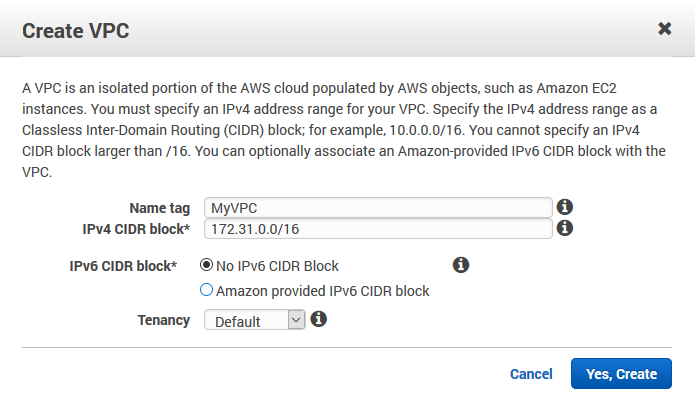 Create VPC
A VPC is an isolated portion of the AWS cloud populated by AWS objects, such as Amazon EC2
instances. You must specify an IPv4 address range for your VPC. Specify the IPv4 address range as a
Classless Inter-Domain Routing (CIDR) block; for example, 10.0.0.0/16. You cannot specify an IPv4
CIDR block larger than /16. You can optionally associate an Amazon-provided IPv6 CIDR block with the
VPC.
Name tag MyVPC
IPv4 CIDR block* 172.31.0.0/16
IPv6 CIDR block* No IPv6 CIDR Block
Amazon provided IPv6 CIDR block
Tenancy Default
Cancel Yes, Create